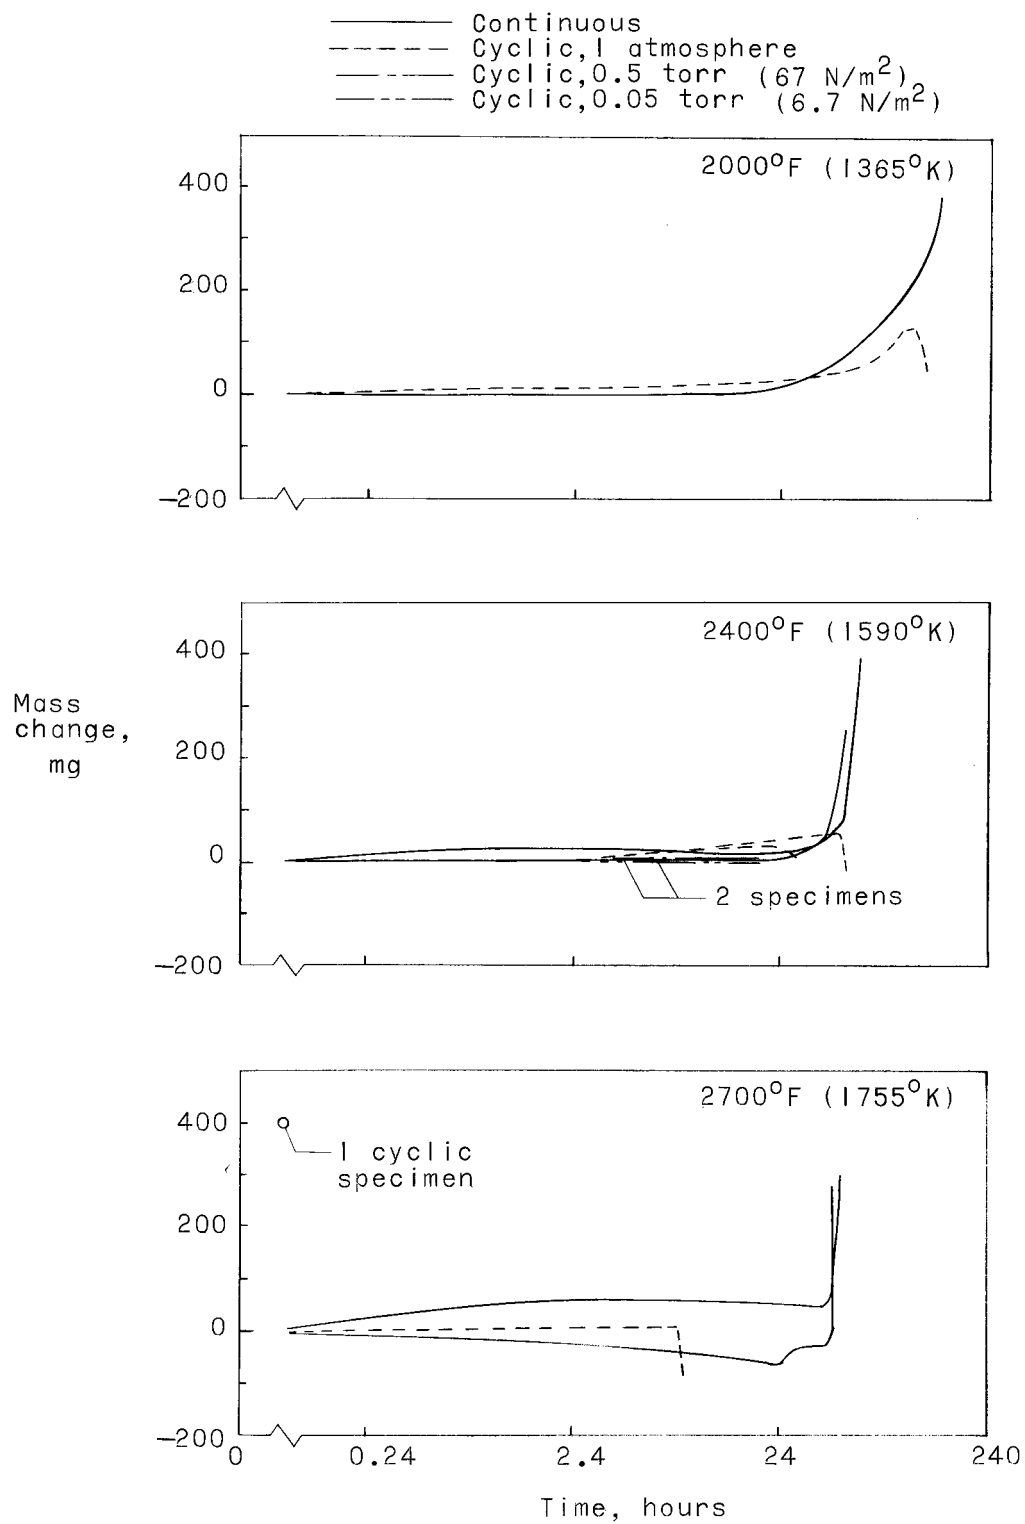 Continuous
Cyclic, 1 atmosphere
Cyclic, 0.5 torr (67 N/m²)
Cyclic, 0.05 torr (6.7 N/m²)
2000°F (1365°K)
400
200
0
−200
2400°F (1590°K)
400
Mass
change,
mg
200
0
2 specimens
−200
2700°F (1755°K)
400
1 cyclic
specimen
200
0
−200
0 0.24 2.4 24 240
Time, hours